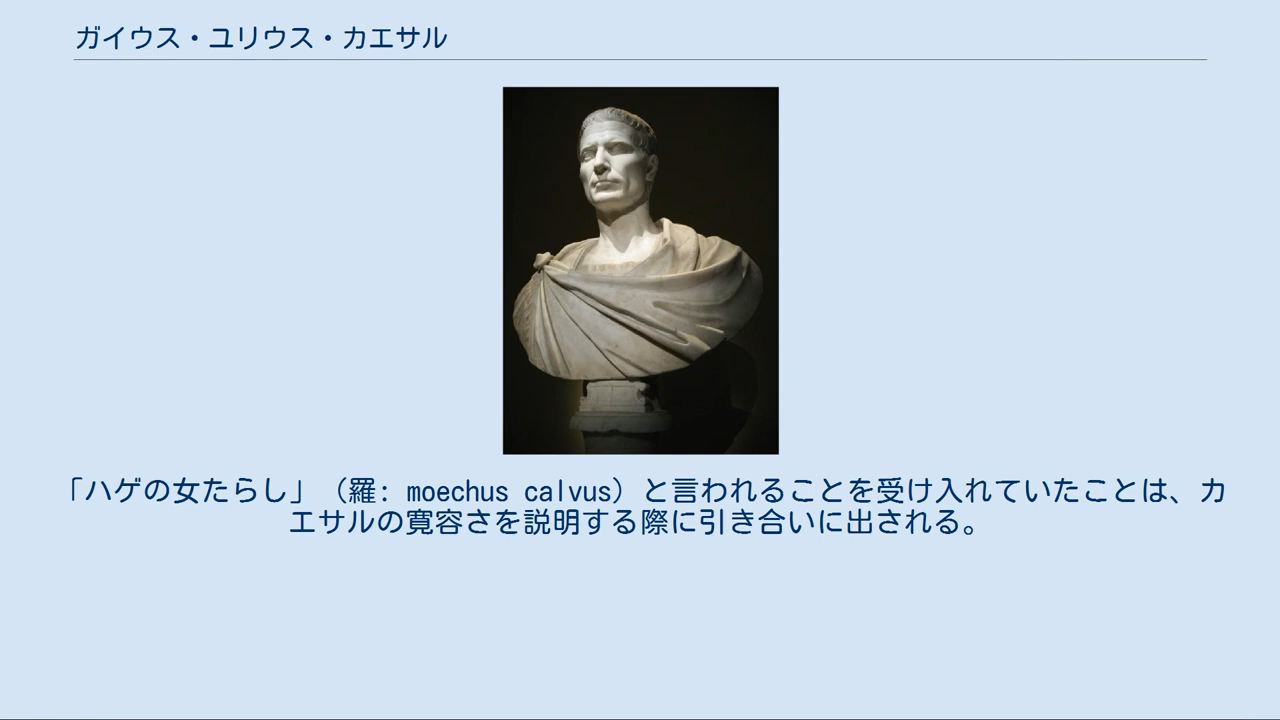 ガイウス・ユリウス・カエサル
「ハゲの女たらし」（羅: moechus calvus）と言われることを受け入れていたことは、カ
エサルの寛容さを説明する際に引き合いに出される。